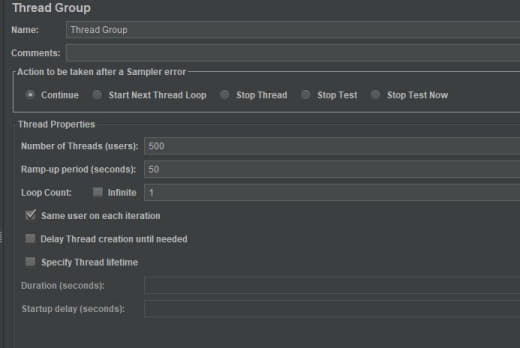 Thread Group
Name: Thread Group
Comments:
Action to be taken after a Sampler error
Continue Start Next Thread Loop Stop Thread Stop Test Stop Test Now
Thread Properties
Number of Threads (users): 500
Ramp-up period (seconds): 50
Loop Count: Infinite 1
Same user on each iteration
Delay Thread creation until needed
Specify Thread lifetime
Duration (seconds):
Startup delay (seconds):